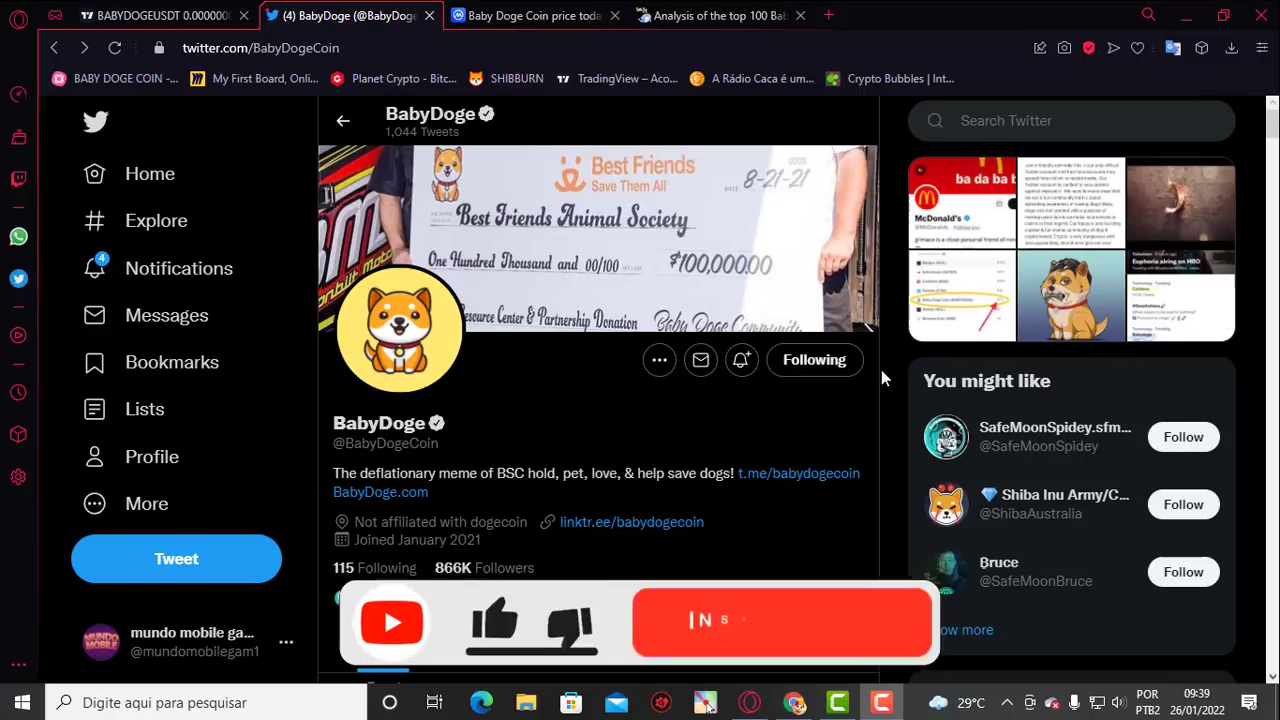 BABYDOGEUSDT 0.0000000
(4) BabyDoge (@BabyDoge
Baby Doge Coin price toda
Analysis of the top 100 Bab
twitter.com/BabyDogeCoin
BABY DOGE COIN -...
My First Board, Onli...
Planet Crypto - Bitc...
SHIBBURN
TradingView – Aco...
A Rádio Caca é um...
Crypto Bubbles | Int...
BabyDoge
1,044 Tweets
Search Twitter
Home
Explore
4
Notifications
Messages
Bookmarks
Lists
Profile
More
Tweet
mundo mobile ga...
@mundomobilegam1
Best Friends
Save Them All
DATE 8-21-21
Best Friends Animal Society
One Hundred Thousand and 00/100
$100,000.00
Resource Center & Partnership Donation
Baby Doge Community
Following
BabyDoge
@BabyDogeCoin
The deflationary meme of BSC hold, pet, love, & help save dogs! t.me/babydogecoin
BabyDoge.com
Not affiliated with dogecoin
linktr.ee/babydogecoin
Joined January 2021
115 Following 866K Followers
ba da ba b
McDonald's
@McDonalds
Euphoria airing on HBO
You might like
SafeMoonSpidey.sfm...
@SafeMoonSpidey
Follow
Shiba Inu Army/C...
@ShibaAustralia
Follow
Bruce
@SafeMoonBruce
Follow
ow more
INS
MUNDO
MOBILE
Digite aqui para pesquisar
29°C
POR
PTB2
09:39
26/01/2022